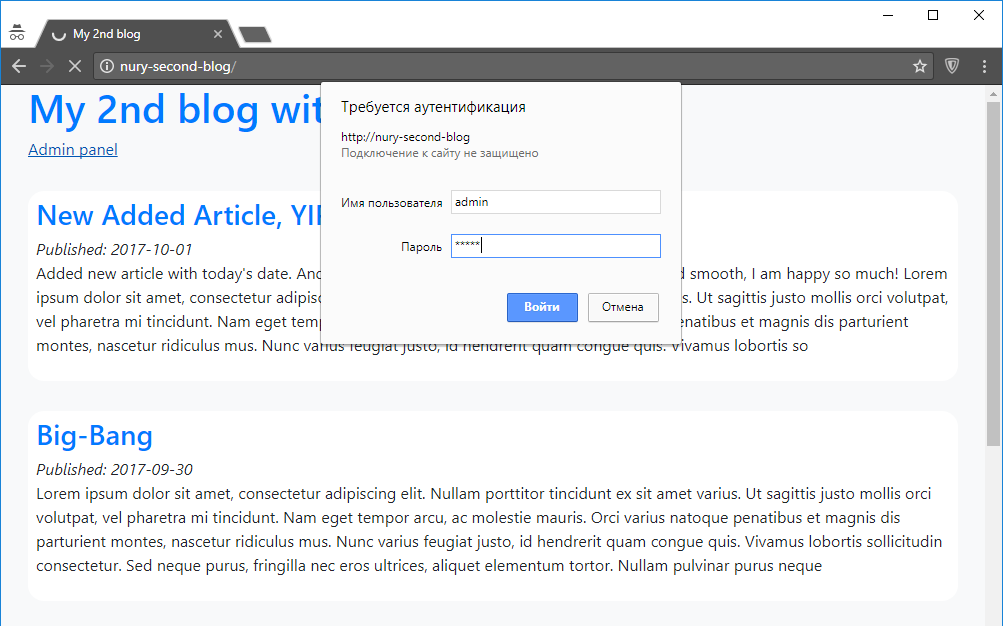 My 2nd blog
nury-second-blog/
My 2nd blog wit
Admin panel
Требуется аутентификация
http://nury-second-blog
Подключение к сайту не защищено
Имя пользователя admin
Пароль *****
Войти Отмена
New Added Article, YI
Published: 2017-10-01
Added new article with today's date. And smooth, I am happy so much! Lorem
ipsum dolor sit amet, consectetur adipisc s. Ut sagittis justo mollis orci volutpat,
vel pharetra mi tincidunt. Nam eget temp enatibus et magnis dis parturient
montes, nascetur ridiculus mus. Nunc varius feugiat justo, id hendrerit quam congue quis. Vivamus lobortis so
Big-Bang
Published: 2017-09-30
Lorem ipsum dolor sit amet, consectetur adipiscing elit. Nullam porttitor tincidunt ex sit amet varius. Ut sagittis justo mollis orci
volutpat, vel pharetra mi tincidunt. Nam eget tempor arcu, ac molestie mauris. Orci varius natoque penatibus et magnis dis
parturient montes, nascetur ridiculus mus. Nunc varius feugiat justo, id hendrerit quam congue quis. Vivamus lobortis sollicitudin
consectetur. Sed neque purus, fringilla nec eros ultrices, aliquet elementum tortor. Nullam pulvinar purus neque